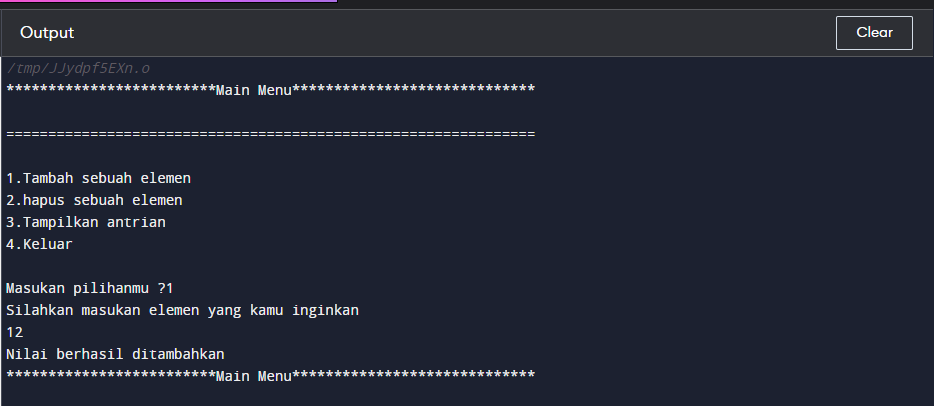 Output
Clear
/tmp/JJydpf5EXn.o
*************************Main Menu*****************************
===============================================================
1.Tambah sebuah elemen
2.hapus sebuah elemen
3.Tampilkan antrian
4.Keluar
Masukan pilihanmu ?1
Silahkan masukan elemen yang kamu inginkan
12
Nilai berhasil ditambahkan
*************************Main Menu*****************************